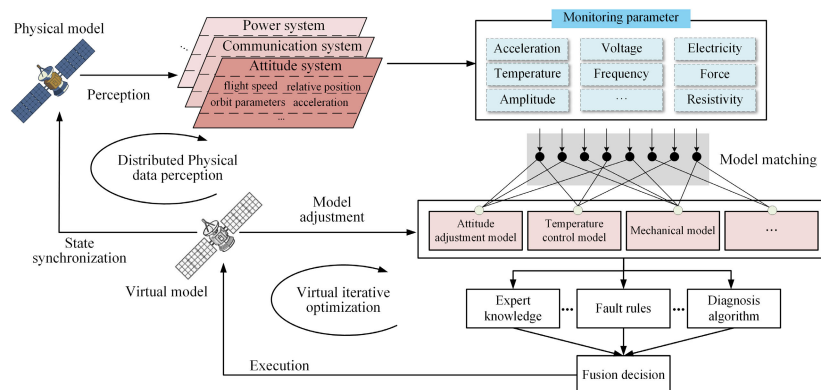 Physical model
Perception
Power system
...
Communication system
Attitude system
flight speed relative position
orbit parameters acceleration
...
Monitoring parameter
Acceleration Voltage Electricity
Temperature Frequency Force
Amplitude ... Resistivity
Model matching
Distributed Physical
data perception
Model
adjustment
Attitude
adjustment model
Temperature
control model
Mechanical model
...
State
synchronization
Virtual model
Virtual iterative
optimization
Expert
knowledge
...
Fault rules
...
Diagnosis
algorithm
Execution
Fusion decision